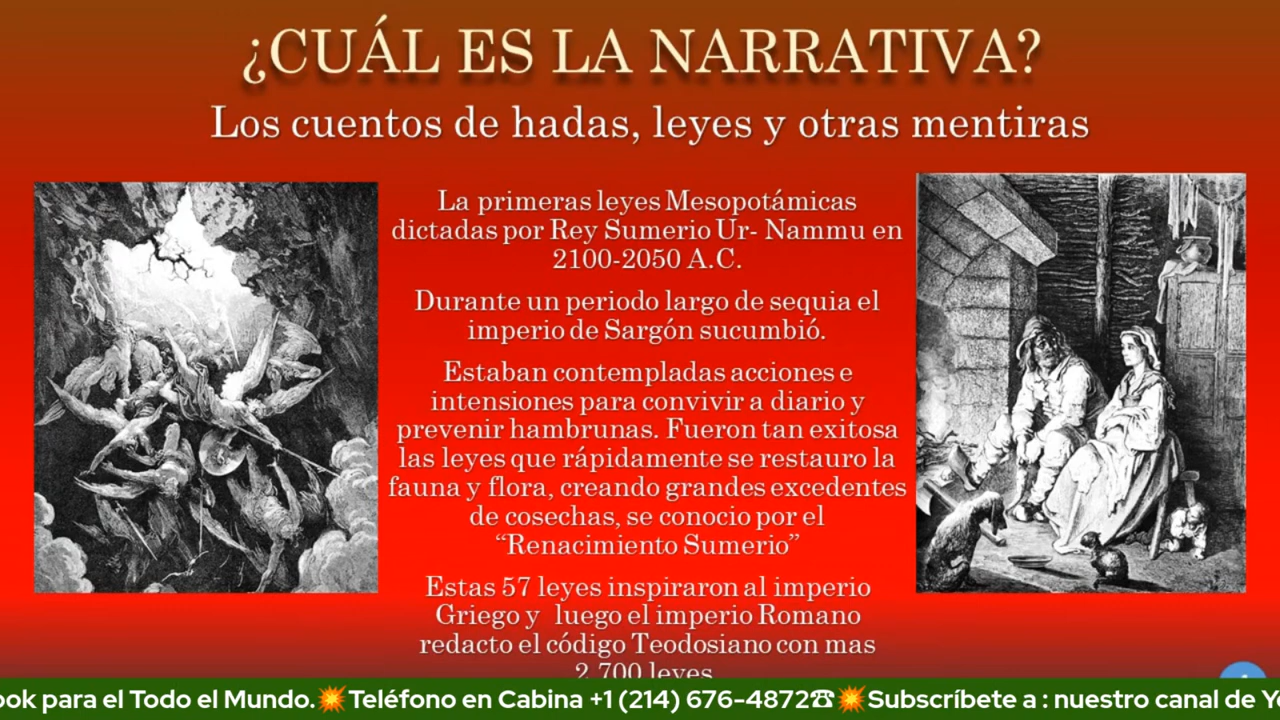 ¿CUÁL ES LA NARRATIVA?
Los cuentos de hadas, leyes y otras mentiras
La primeras leyes Mesopotámicas
dictadas por Rey Sumerio Ur- Nammu en
2100-2050 A.C.
Durante un periodo largo de sequia el
imperio de Sargón sucumbió.
Estaban contempladas acciones e
intensiones para convivir a diario y
prevenir hambrunas. Fueron tan exitosa
las leyes que rápidamente se restauro la
fauna y flora, creando grandes excedentes
de cosechas, se conocio por el
“Renacimiento Sumerio”
Estas 57 leyes inspiraron al imperio
Griego y luego el imperio Romano
redacto el código Teodosiano con mas
2,700 leyes
ook para el Todo el Mundo.💥Teléfono en Cabina +1 (214) 676-4872☎💥Subscríbete a : nuestro canal de Y